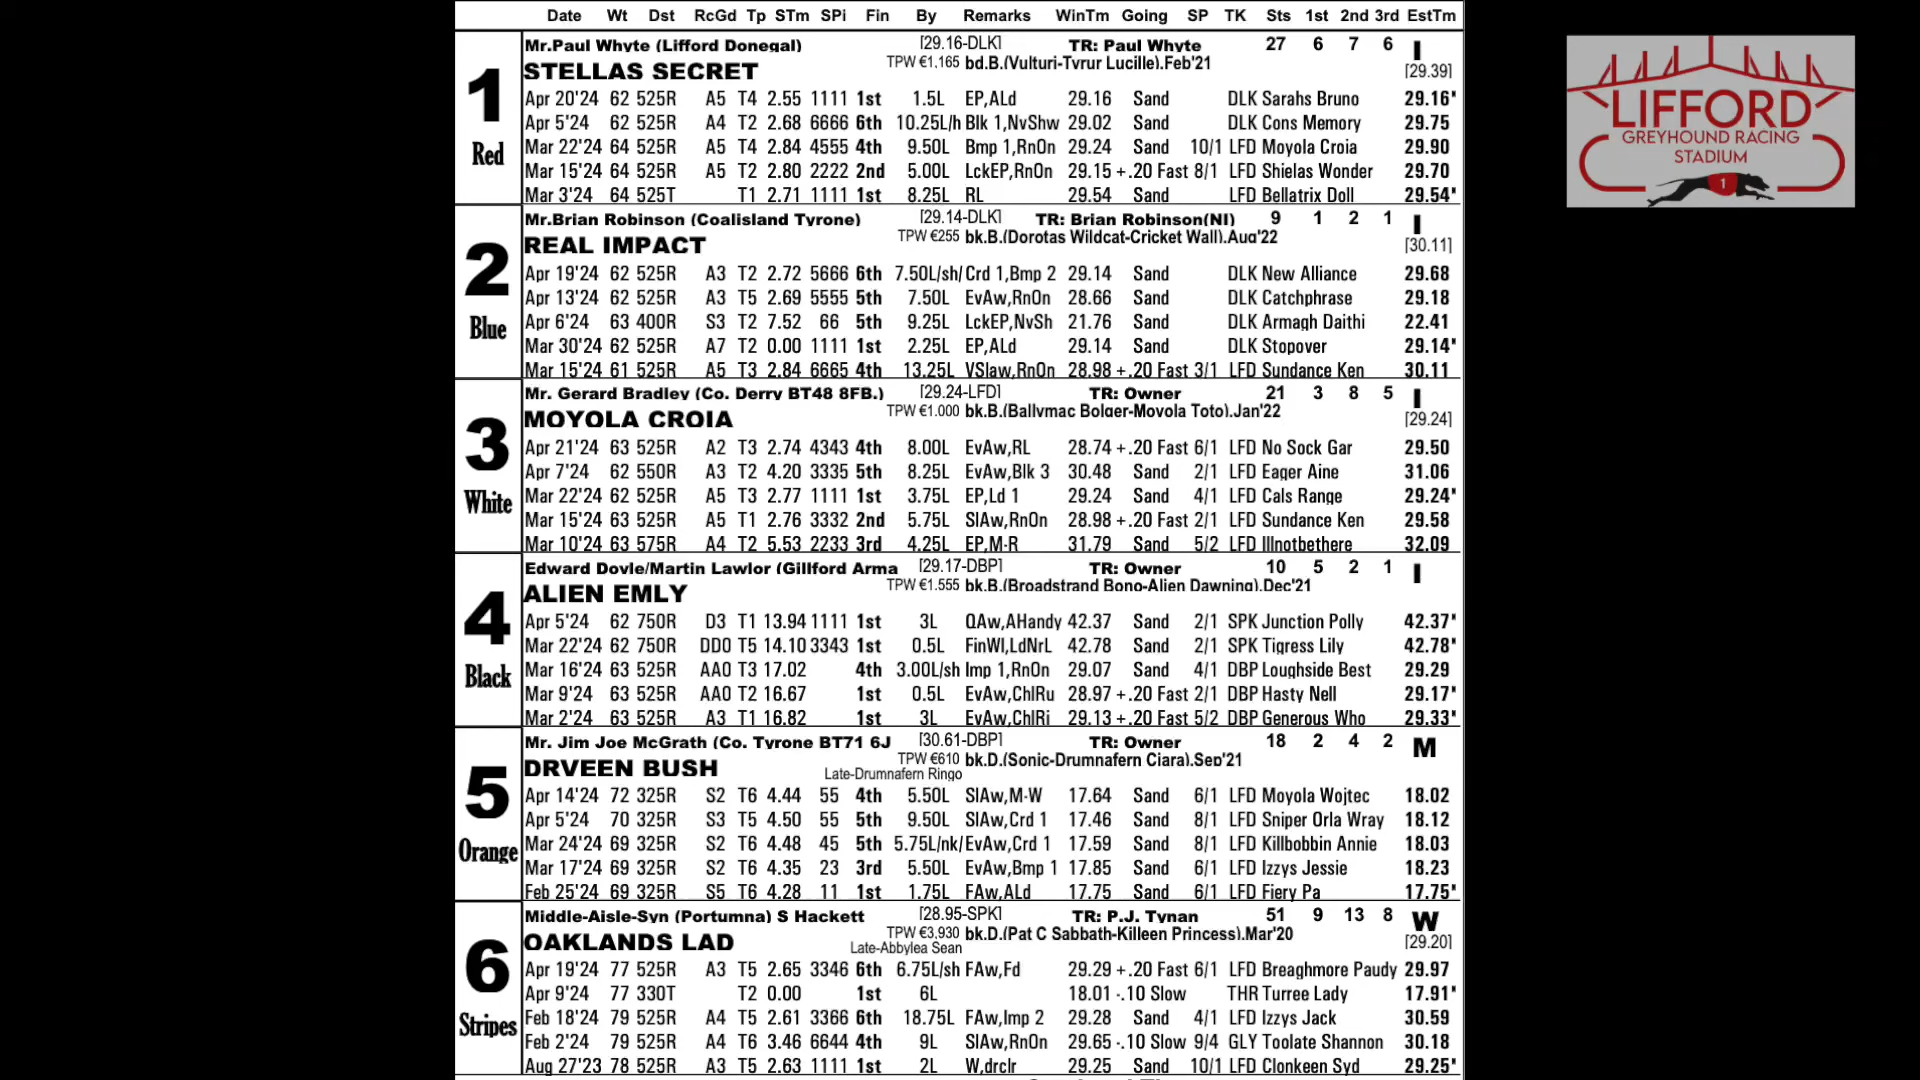 Date Wt Dst RcGd Tp STm SPi Fin By Remarks WinTm Going SP TK Sts 1st 2nd 3rd EstTm
Mr.Paul Whyte (Lifford Donegal) [29.16-DLK] TR: Paul Whyte 27 6 7 6 I
TPW €1,165 bd.B.(Vulturi-Tyrur Lucille).Feb'21
1 STELLAS SECRET [29.39]
Apr 20'24 62 525R A5 T4 2.55 1111 1st 1.5L EP,ALd 29.16 Sand DLK Sarahs Bruno 29.16*
Apr 5'24 62 525R A4 T2 2.68 6666 6th 10.25L/h Blk 1,NvShw 29.02 Sand DLK Cons Memory 29.75
Mar 22'24 64 525R A5 T4 2.84 4555 4th 9.50L Bmp 1,RnOn 29.24 Sand 10/1 LFD Moyola Croia 29.90
Red
Mar 15'24 64 525R A5 T2 2.80 2222 2nd 5.00L LckEP,RnOn 29.15 +.20 Fast 8/1 LFD Shielas Wonder 29.70
Mar 3'24 64 525T T1 2.71 1111 1st 8.25L RL 29.54 Sand LFD Bellatrix Doll 29.54*
Mr.Brian Robinson (Coalisland Tyrone) [29.14-DLK] TR: Brian Robinson(NI) 9 1 2 1 I
TPW €255 bk.B.(Dorotas Wildcat-Cricket Wall).Aug'22
2 REAL IMPACT [30.11]
Apr 19'24 62 525R A3 T2 2.72 5666 6th 7.50L/sh/ Crd 1,Bmp 2 29.14 Sand DLK New Alliance 29.68
Apr 13'24 62 525R A3 T5 2.69 5555 5th 7.50L EvAw,RnOn 28.66 Sand DLK Catchphrase 29.18
Apr 6'24 63 400R S3 T2 7.52 66 5th 9.25L LckEP,NvSh 21.76 Sand DLK Armagh Daithi 22.41
Blue
Mar 30'24 62 525R A7 T2 0.00 1111 1st 2.25L EP,ALd 29.14 Sand DLK Stopover 29.14*
Mar 15'24 61 525R A5 T3 2.84 6665 4th 13.25L VSlaw,RnOn 28.98 +.20 Fast 3/1 LFD Sundance Ken 30.11
Mr. Gerard Bradley (Co. Derry BT48 8FB.) [29.24-LFD] TR: Owner 21 3 8 5 I
TPW €1,000 bk.B.(Ballymac Bolger-Moyola Toto).Jan'22
3 MOYOLA CROIA [29.24]
Apr 21'24 63 525R A2 T3 2.74 4343 4th 8.00L EvAw,RL 28.74 +.20 Fast 6/1 LFD No Sock Gar 29.50
Apr 7'24 62 550R A3 T2 4.20 3335 5th 8.25L EvAw,Blk 3 30.48 Sand 2/1 LFD Eager Aine 31.06
Mar 22'24 62 525R A5 T3 2.77 1111 1st 3.75L EP,Ld 1 29.24 Sand 4/1 LFD Cals Range 29.24*
White
Mar 15'24 63 525R A5 T1 2.76 3332 2nd 5.75L SlAw,RnOn 28.98 +.20 Fast 2/1 LFD Sundance Ken 29.58
Mar 10'24 63 575R A4 T2 5.53 2233 3rd 4.25L EP,M-R 31.79 Sand 5/2 LFD Illnotbethere 32.09
Edward Doyle/Martin Lawlor (Gillford Arma [29.17-DBP] TR: Owner 10 5 2 1 I
TPW €1,555 bk.B.(Broadstrand Bono-Alien Dawning).Dec'21
4 ALIEN EMLY
Apr 5'24 62 750R D3 T1 13.94 1111 1st 3L QAw,AHandy 42.37 Sand 2/1 SPK Junction Polly 42.37*
Mar 22'24 62 750R DD0 T5 14.10 3343 1st 0.5L FinWl,LdNrL 42.78 Sand 2/1 SPK Tigress Lily 42.78*
Mar 16'24 63 525R AA0 T3 17.02 4th 3.00L/sh Imp 1,RnOn 29.07 Sand 4/1 DBP Loughside Best 29.29
Black
Mar 9'24 63 525R AA0 T2 16.67 1st 0.5L EvAw,ChlRu 28.97 +.20 Fast 2/1 DBP Hasty Nell 29.17*
Mar 2'24 63 525R A3 T1 16.82 1st 3L EvAw,ChlRi 29.13 +.20 Fast 5/2 DBP Generous Who 29.33*
Mr. Jim Joe McGrath (Co. Tyrone BT71 6J [30.61-DBP] TR: Owner 18 2 4 2 M
TPW €610 bk.D.(Sonic-Drumnafern Ciara).Sep'21
5 DRVEEN BUSH Late-Drumnafern Ringo
Apr 14'24 72 325R S2 T6 4.44 55 4th 5.50L SlAw,M-W 17.64 Sand 6/1 LFD Moyola Wojtec 18.02
Apr 5'24 70 325R S3 T5 4.50 55 5th 9.50L SlAw,Crd 1 17.46 Sand 8/1 LFD Sniper Orla Wray 18.12
Mar 24'24 69 325R S2 T6 4.48 45 5th 5.75L/nk/ EvAw,Crd 1 17.59 Sand 8/1 LFD Killbobbin Annie 18.03
Orange
Mar 17'24 69 325R S2 T6 4.35 23 3rd 5.50L EvAw,Bmp 1 17.85 Sand 6/1 LFD Izzys Jessie 18.23
Feb 25'24 69 325R S5 T6 4.28 11 1st 1.75L FAw,ALd 17.75 Sand 6/1 LFD Fiery Pa 17.75*
Middle-Aisle-Syn (Portumna) S Hackett [28.95-SPK] TR: P.J. Tynan 51 9 13 8 W
TPW €3,930 bk.D.(Pat C Sabbath-Killeen Princess).Mar'20
6 OAKLANDS LAD Late-Abbylea Sean [29.20]
Apr 19'24 77 525R A3 T5 2.65 3346 6th 6.75L/sh FAw,Fd 29.29 +.20 Fast 6/1 LFD Breaghmore Paudy 29.97
Apr 9'24 77 330T T2 0.00 1st 6L 18.01 -.10 Slow THR Turree Lady 17.91*
Feb 18'24 79 525R A4 T5 2.61 3366 6th 18.75L FAw,Imp 2 29.28 Sand 4/1 LFD Izzys Jack 30.59
Stripes
Feb 2'24 79 525R A4 T6 3.46 6644 4th 9L SlAw,RnOn 29.65 -.10 Slow 9/4 GLY Toolate Shannon 30.18
Aug 27'23 78 525R A3 T5 2.63 1111 1st 2L W,drclr 29.25 Sand 10/1 LFD Clonkeen Syd 29.25*
LIFFORD
GREYHOUND RACING
STADIUM
1